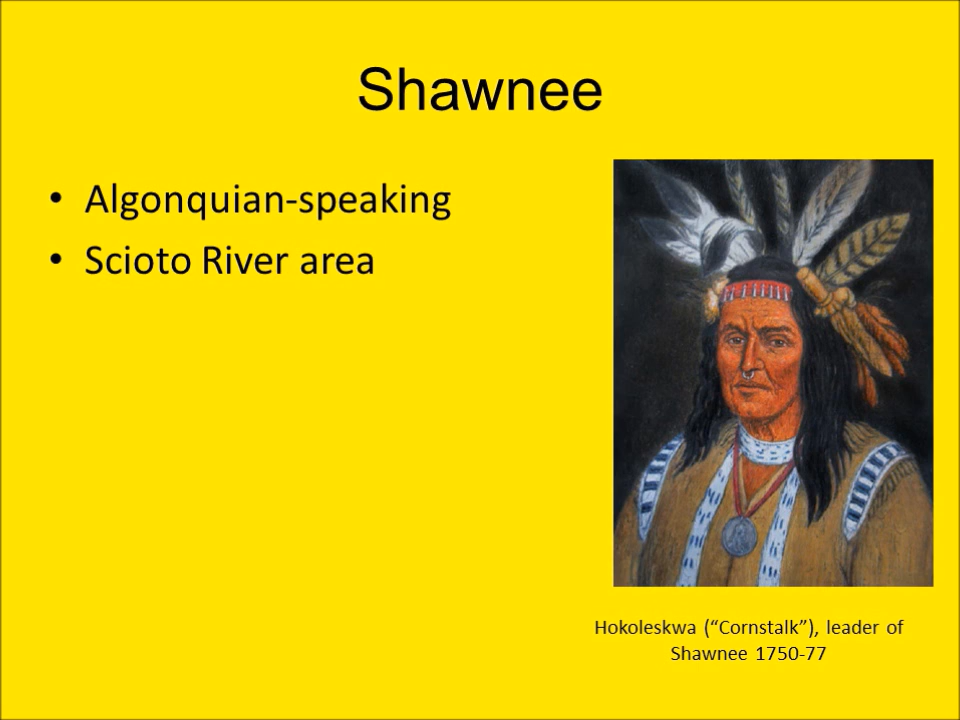 Shawnee
• Algonquian-speaking
• Scioto River area
Hokoleskwa (“Cornstalk”), leader of
Shawnee 1750-77